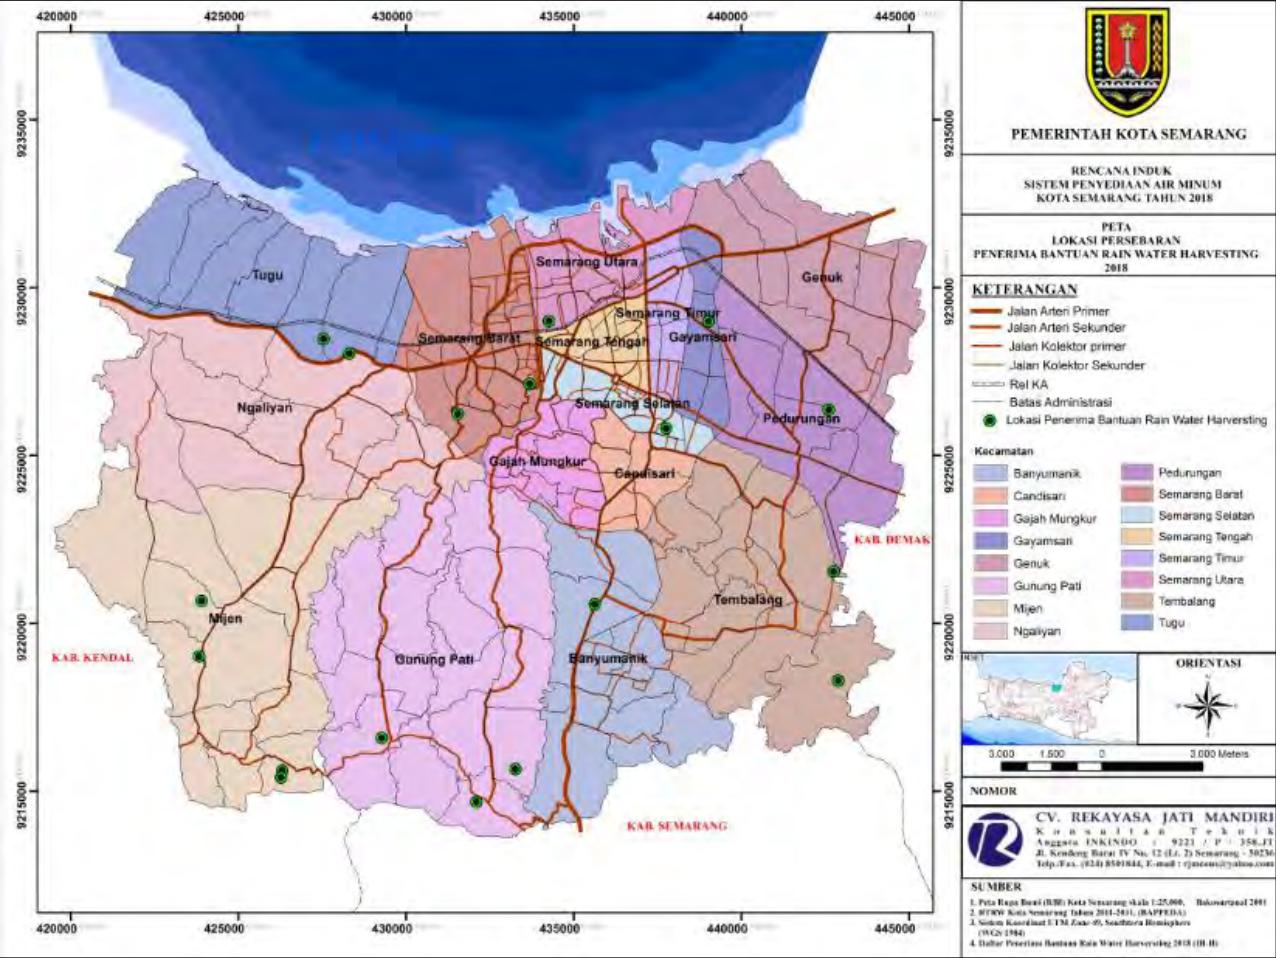 420000 425000 430000 435000 440000 445000
9235000 9235000
9230000 9230000
9225000 9225000
9220000 9220000
9215000 9215000
Tugu
Semarang Utara
Genuk
Semarang Timur
Semarang Barat
Semarang Tengah
Gayamsari
Ngaliyan
Semarang Selatan
Pedurungan
Gajah Mungkur
Candisari
KAB. DEMAK
Mijen
Tembalang
KAB. KENDAL
Gunung Pati
Banyumanik
KAB. SEMARANG
420000 425000 430000 435000 440000 445000
PEMERINTAH KOTA SEMARANG
RENCANA INDUK
SISTEM PENYEDIAAN AIR MINUM
KOTA SEMARANG TAHUN 2018
PETA
LOKASI PERSEBARAN
PENERIMA BANTUAN RAIN WATER HARVESTING
2018
KETERANGAN
Jalan Arteri Primer
Jalan Arteri Sekunder
Jalan Kolektor primer
Jalan Kolektor Sekunder
Rel KA
Batas Administrasi
Lokasi Penerima Bantuan Rain Water Harversting
Kecamatan
Banyumanik
Candisari
Gajah Mungkur
Gayamsari
Genuk
Gunung Pati
Mijen
Ngaliyan
Pedurungan
Semarang Barat
Semarang Selatan
Semarang Tengah
Semarang Timur
Semarang Utara
Tembalang
Tugu
ORIENTASI
3.000 1.500 0 3.000 Meters
NOMOR
CV. REKAYASA JATI MANDIRI
Konsultan Teknik
Anggota INKINDO : 9221 / P / 358.JT
Jl. Kendeng Barat IV No. 12 (Lt. 2) Semarang - 50236
Telp./Fax. (024) 8501844, E-mail :
SUMBER
1. Peta Rupa Bumi (RBI) Kota Semarang skala 1:25.000, Bakosurtanal 2001
2. RTRW Kota Semarang Tahun 2011-2031, (BAPPEDA)
3. Sistem Koordinat UTM Zone 49, Southtern Hemisphere
(WGS 1984)
4. Daftar Penerima Bantuan Rain Water Harversting 2018